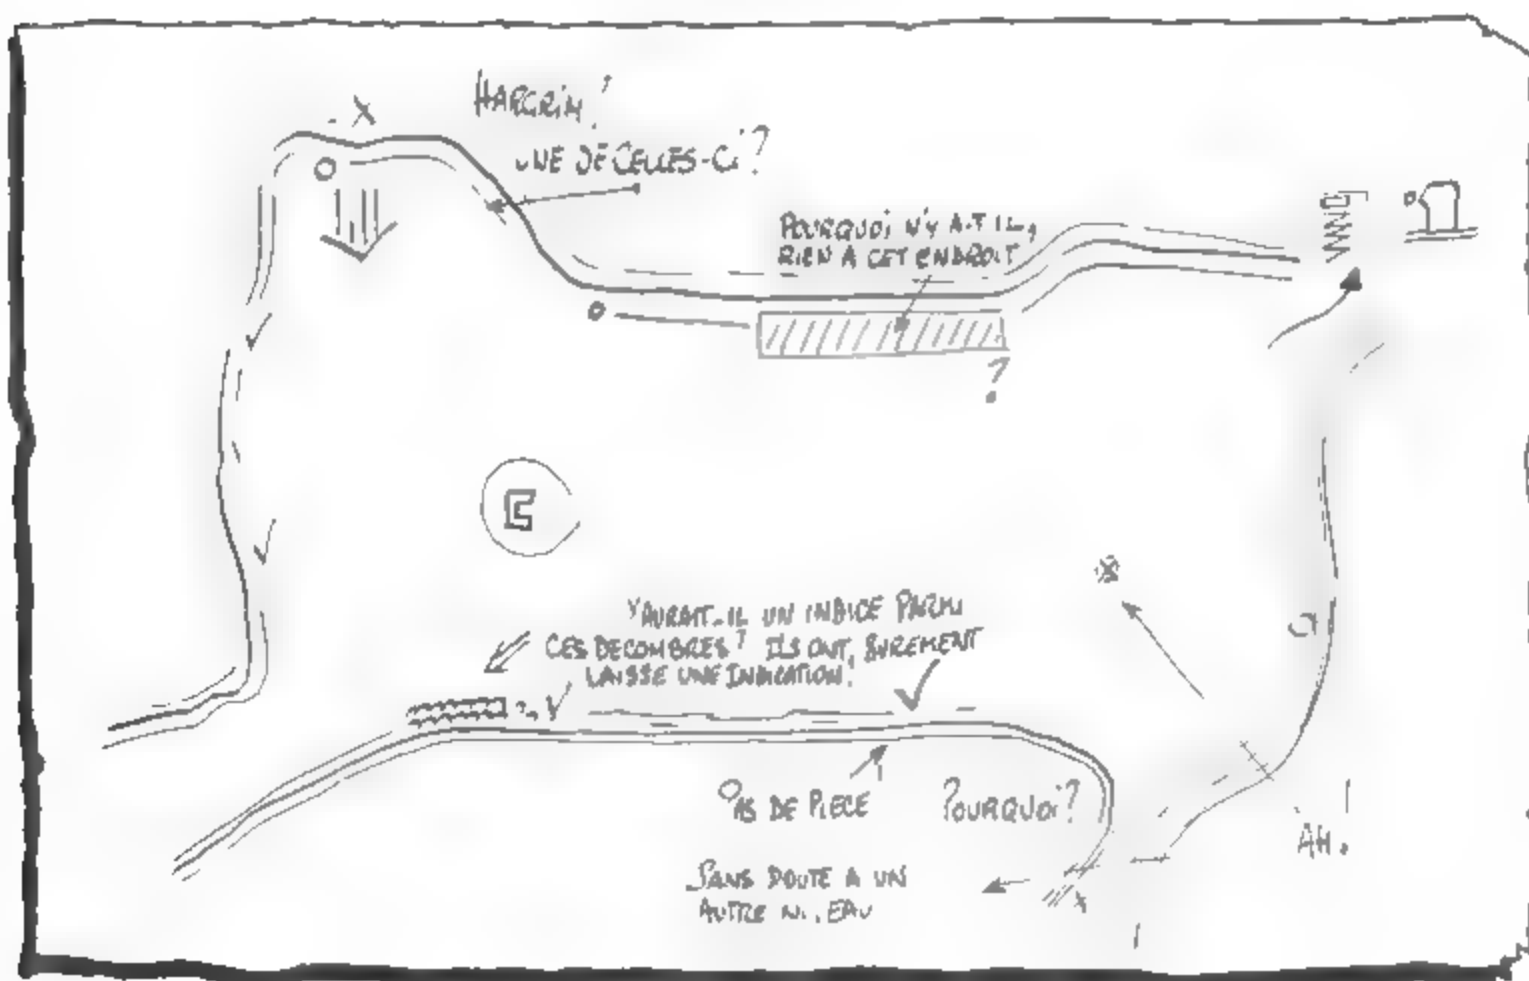 HARGRIM !
UNE DE CELLES-CI ?
POURQUOI N'Y A-T IL,
RIEN A CET ENDROIT
?
Y AURAIT-IL UN INDICE PARMI
CES DECOMBRES ? ILS ONT, SUREMENT
LAISSE UNE INDICATION.
PAS DE PIECE POURQUOI ?
SANS DOUTE A UN
AUTRE NIVEAU
AH !